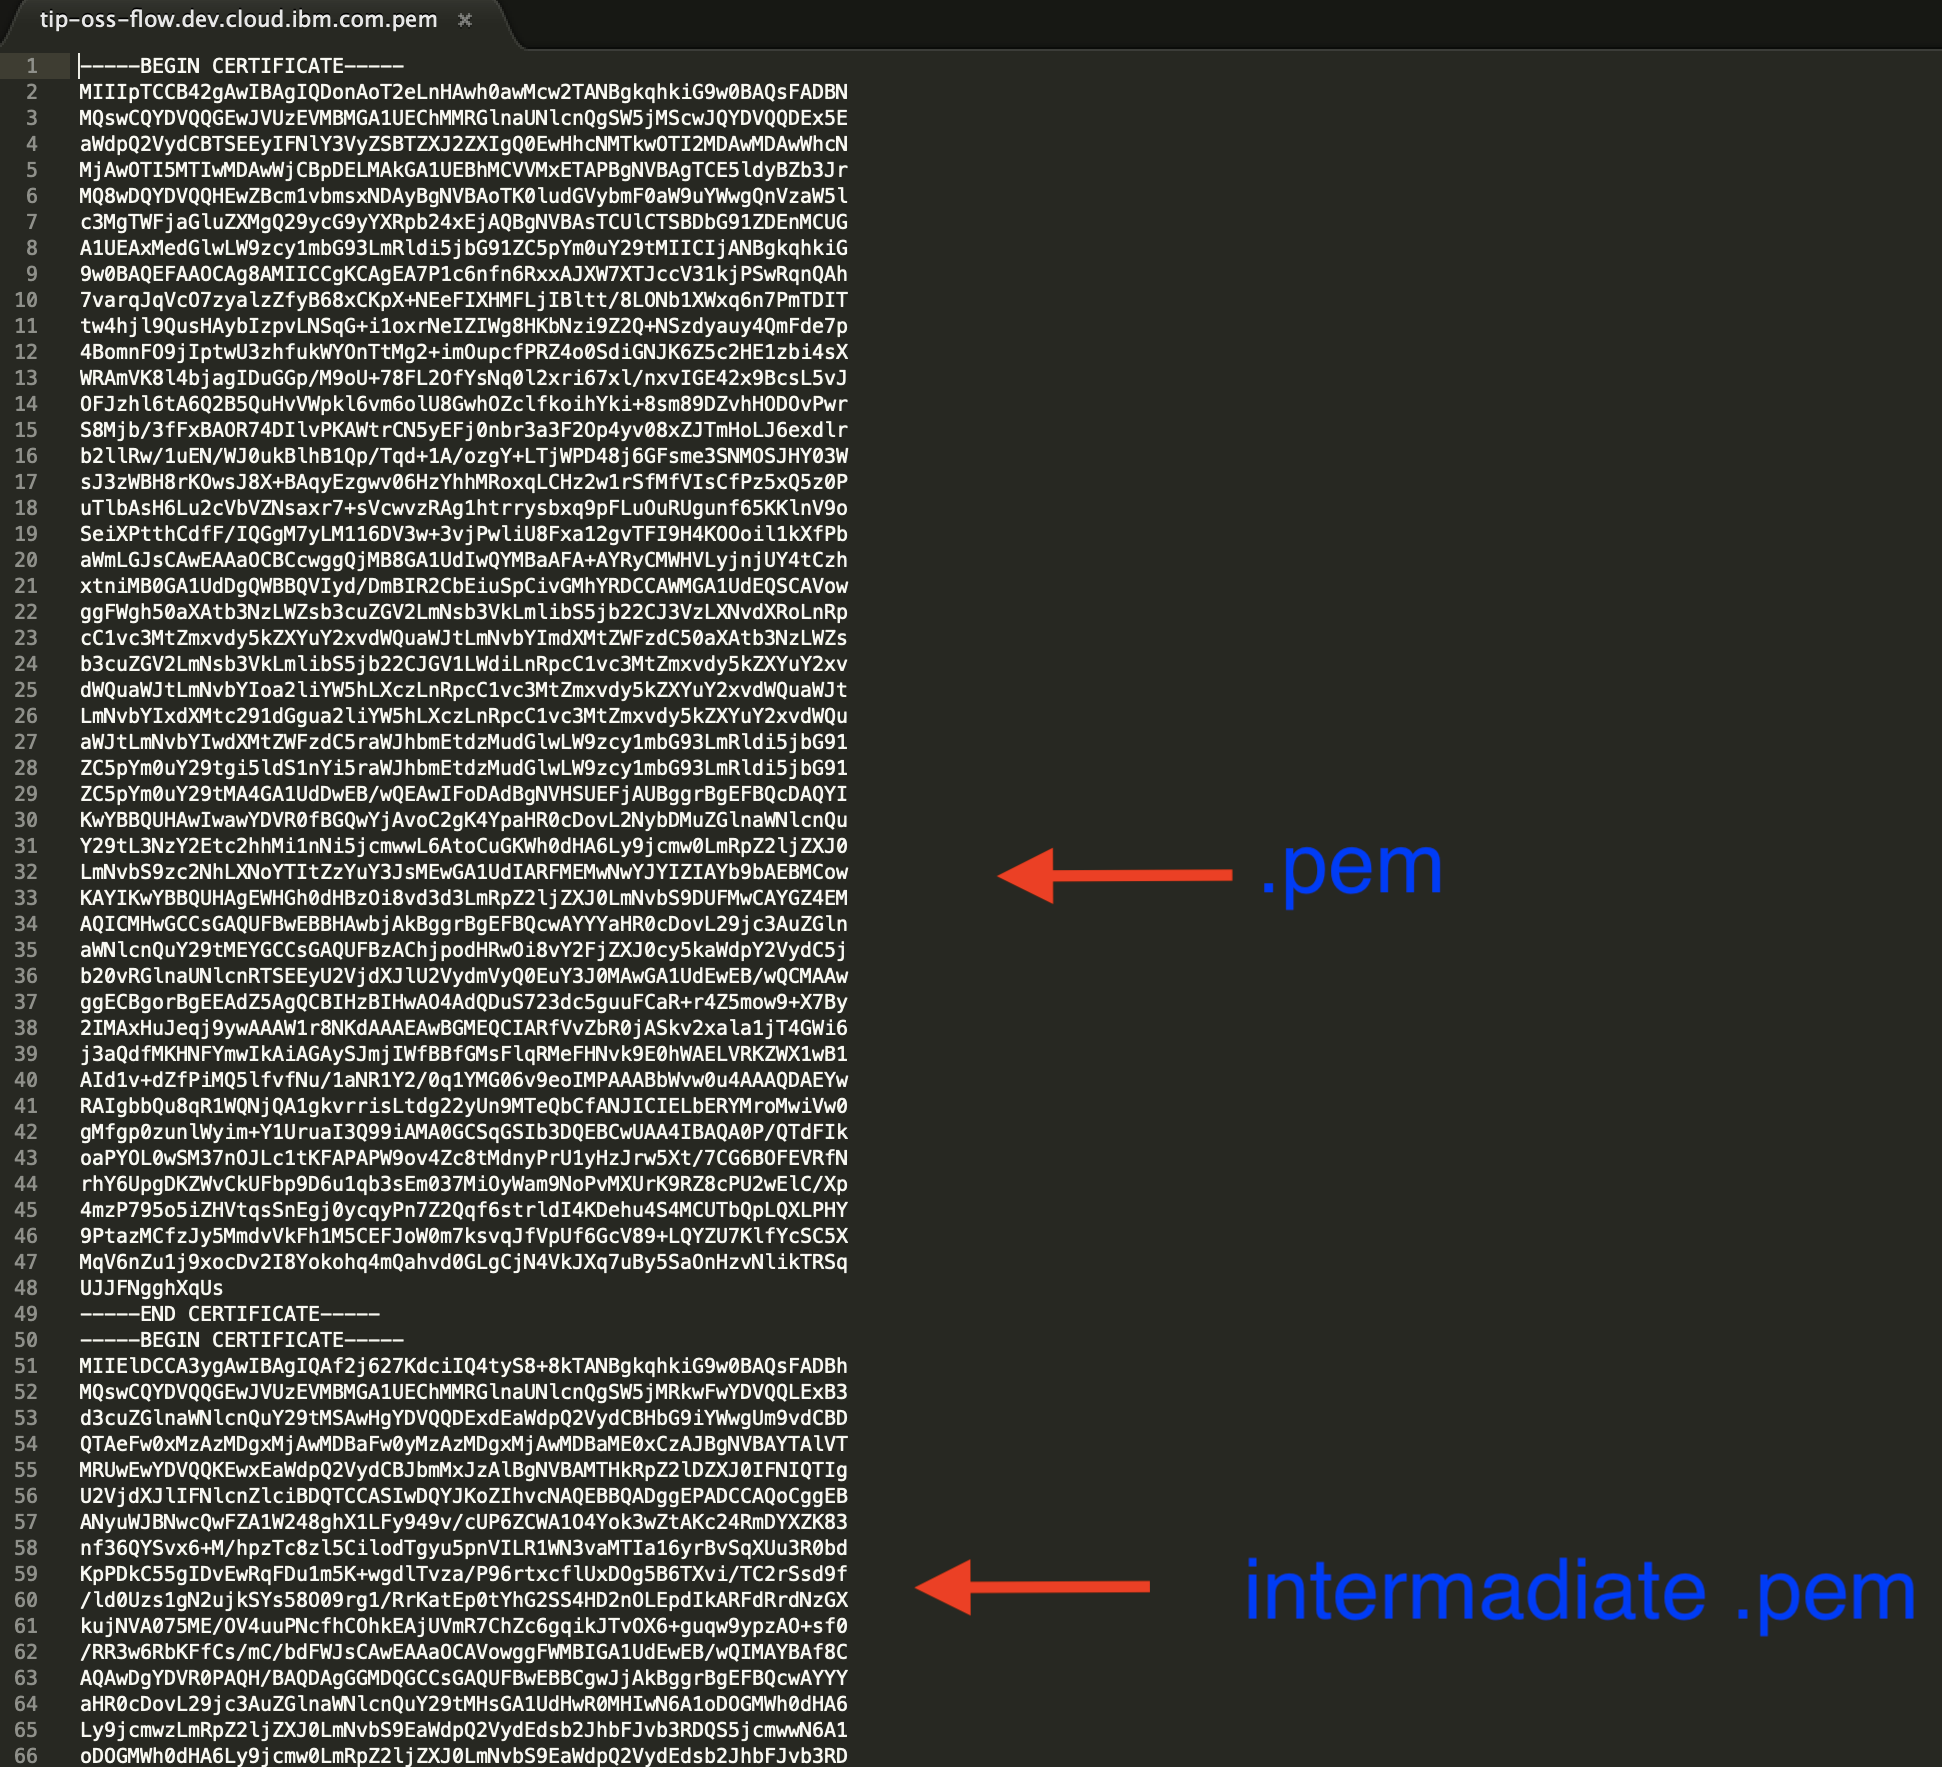 tip-oss-flow.dev.cloud.ibm.com.pem ×
1 -----BEGIN CERTIFICATE-----
2 MIIIpTCCB42gAwIBAgIQDonAoT2eLnHAwh0awMcw2TANBgkqhkiG9w0BAQsFADBN
3 MQswCQYDVQQGEwJVUzEVMBMGA1UEChMMRGlnaUNlcnQgSW5jMScwJQYDVQQDEx5E
4 aWdpQ2VydCBTSEEyIFNlY3VyZSBTZXJ2ZXIgQ0EwHhcNMTkwOTI2MDAwMDAwWhcN
5 MjAwOTI5MTIwMDAwWjCBpDELMAkGA1UEBhMCVVMxETAPBgNVBAgTCE5ldyBZb3Jr
6 MQ8wDQYDVQQHEwZBcm1vbmsxNDAyBgNVBAoTK0ludGVybmF0aW9uYWwgQnVzaW5l
7 c3MgTWFjaGluZXMgQ29ycG9yYXRpb24xEjAQBgNVBAsTCUlCTSBDbG91ZDEnMCUG
8 A1UEAxMedGlwLW9zcy1mbG93LmRldi5jbG91ZC5pYm0uY29tMIICIjANBgkqhkiG
9 9w0BAQEFAAOCAg8AMIICCgKCAgEA7P1c6nfn6RxxAJXW7XTJccV31kjPSwRqnQAh
10 7varqJqVcO7zyalzZfyB68xCKpX+NEeFIXHMFLjIBltt/8LONb1XWxq6n7PmTDIT
11 tw4hjl9QusHAybIzpvLNSqG+i1oxrNeIZIWg8HKbNzi9Z2Q+NSzdyauy4QmFde7p
12 4BomnFO9jIptwU3zhfukWYOnTtMg2+imOupcfPRZ4o0SdiGNJK6Z5c2HE1zbi4sX
13 WRAmVK8l4bjagIDuGGp/M9oU+78FL2OfYsNq0l2xri67xl/nxvIGE42x9BcsL5vJ
14 OFJzhl6tA6Q2B5QuHvVWpkl6vm6olU8GwhOZclfkoihYki+8sm89DZvhHODOvPwr
15 S8Mjb/3fFxBAOR74DIlvPKAWtrCN5yEFj0nbr3a3F2Op4yv08xZJTmHoLJ6exdlr
16 b2llRw/1uEN/WJ0ukBlhB1Qp/Tqd+1A/ozgY+LTjWPD48j6GFsme3SNMOSJHY03W
17 sJ3zWBH8rKOwsJ8X+BAqyEzgwv06HzYhhMRoxqLCHz2w1rSfMfVIsCfPz5xQ5z0P
18 uTlbAsH6Lu2cVbVZNsaxr7+sVcwvzRAg1htrrysbxq9pFLuOuRUgunf65KKlnV9o
19 SeiXPtthCdfF/IQGgM7yLM116DV3w+3vjPwliU8Fxa12gvTFI9H4KOOoil1kXfPb
20 aWmLGJsCAwEAAaOCBCcwggQjMB8GA1UdIwQYMBaAFA+AYRyCMWHVLyjnjUY4tCzh
21 xtniMB0GA1UdDgQWBBQVIyd/DmBIR2CbEiuSpCivGMhYRDCCAWMGA1UdEQSCAVow
22 ggFWgh50aXAtb3NzLWZsb3cuZGV2LmNsb3VkLmlibS5jb22CJ3VzLXNvdXRoLnRp
23 cC1vc3MtZmxvdy5kZXYuY2xvdWQuaWJtLmNvbYImdXMtZWFzdC50aXAtb3NzLWZs
24 b3cuZGV2LmNsb3VkLmlibS5jb22CJGV1LWdiLnRpcC1vc3MtZmxvdy5kZXYuY2xv
25 dWQuaWJtLmNvbYIoa2liYW5hLXczLnRpcC1vc3MtZmxvdy5kZXYuY2xvdWQuaWJt
26 LmNvbYIxdXMtc291dGgua2liYW5hLXczLnRpcC1vc3MtZmxvdy5kZXYuY2xvdWQu
27 aWJtLmNvbYIwdXMtZWFzdC5raWJhbmEtdzMudGlwLW9zcy1mbG93LmRldi5jbG91
28 ZC5pYm0uY29tgi5ldS1nYi5raWJhbmEtdzMudGlwLW9zcy1mbG93LmRldi5jbG91
29 ZC5pYm0uY29tMA4GA1UdDwEB/wQEAwIFoDAdBgNVHSUEFjAUBggrBgEFBQcDAQYI
30 KwYBBQUHAwIwawYDVR0fBGQwYjAvoC2gK4YpaHR0cDovL2NybDMuZGlnaWNlcnQu
31 Y29tL3NzY2Etc2hhMi1nNi5jcmwwL6AtoCuGKWh0dHA6Ly9jcmw0LmRpZ2ljZXJ0
32 LmNvbS9zc2NhLXNoYTItZzYuY3JsMEwGA1UdIARFMEMwNwYJYIZIAYb9bAEBMCow
33 KAYIKwYBBQUHAgEWHGh0dHBzOi8vd3d3LmRpZ2ljZXJ0LmNvbS9DUFMwCAYGZ4EM
34 AQICMHwGCCsGAQUFBwEBBHAwbjAkBggrBgEFBQcwAYYYaHR0cDovL29jc3AuZGln
35 aWNlcnQuY29tMEYGCCsGAQUFBzAChjpodHRwOi8vY2FjZXJ0cy5kaWdpY2VydC5j
36 b20vRGlnaUNlcnRTSEEyU2VjdXJlU2VydmVyQ0EuY3J0MAwGA1UdEwEB/wQCMAAw
37 ggECBgorBgEEAdZ5AgQCBIHzBIHwAO4AdQDuS723dc5guuFCaR+r4Z5mow9+X7By
38 2IMAxHuJeqj9ywAAAW1r8NKdAAAEAwBGMEQCIARfVvZbR0jASkv2xala1jT4GWi6
39 j3aQdfMKHNFYmwIkAiAGAySJmjIWfBBfGMsFlqRMeFHNvk9E0hWAELVRKZWX1wB1
40 AId1v+dZfPiMQ5lfvfNu/1aNR1Y2/0q1YMG06v9eoIMPAAABbWvw0u4AAAQDAEYw
41 RAIgbbQu8qR1WQNjQA1gkvrrisLtdg22yUn9MTeQbCfANJICIELbERYMroMwiVw0
42 gMfgp0zunlWyim+Y1UruaI3Q99iAMA0GCSqGSIb3DQEBCwUAA4IBAQA0P/QTdFIk
43 oaPYOL0wSM37nOJLc1tKFAPAPW9ov4Zc8tMdnyPrU1yHzJrw5Xt/7CG6BOFEVRfN
44 rhY6UpgDKZWvCkUFbp9D6u1qb3sEm037MiOyWam9NoPvMXUrK9RZ8cPU2wElC/Xp
45 4mzP795o5iZHVtqsSnEgj0ycqyPn7Z2Qqf6strldI4KDehu4S4MCUTbQpLQXLPHY
46 9PtazMCfzJy5MmdvVkFh1M5CEFJoW0m7ksvqJfVpUf6GcV89+LQYZU7KlfYcSC5X
47 MqV6nZu1j9xocDv2I8Yokohq4mQahvd0GLgCjN4VkJXq7uBy5SaOnHzvNlikTRSq
48 UJJFNgghXqUs
49 -----END CERTIFICATE-----
50 -----BEGIN CERTIFICATE-----
51 MIIElDCCA3ygAwIBAgIQAf2j627KdciIQ4tyS8+8kTANBgkqhkiG9w0BAQsFADBh
52 MQswCQYDVQQGEwJVUzEVMBMGA1UEChMMRGlnaUNlcnQgSW5jMRkwFwYDVQQLExB3
53 d3cuZGlnaWNlcnQuY29tMSAwHgYDVQQDExdEaWdpQ2VydCBHbG9iYWwgUm9vdCBD
54 QTAeFw0xMzAzMDgxMjAwMDBaFw0yMzAzMDgxMjAwMDBaME0xCzAJBgNVBAYTAlVT
55 MRUwEwYDVQQKEwxEaWdpQ2VydCBJbmMxJzAlBgNVBAMTHkRpZ2lDZXJ0IFNIQTIg
56 U2VjdXJlIFNlcnZlciBDQTCCASIwDQYJKoZIhvcNAQEBBQADggEPADCCAQoCggEB
57 ANyuWJBNwcQwFZA1W248ghX1LFy949v/cUP6ZCWA1O4Yok3wZtAKc24RmDYXZK83
58 nf36QYSvx6+M/hpzTc8zl5CilodTgyu5pnVILR1WN3vaMTIa16yrBvSqXUu3R0bd
59 KpPDkC55gIDvEwRqFDu1m5K+wgdlTvza/P96rtxcflUxDOg5B6TXvi/TC2rSsd9f
60 /ld0Uzs1gN2ujkSYs58O09rg1/RrKatEp0tYhG2SS4HD2nOLEpdIkARFdRrdNzGX
61 kujNVA075ME/OV4uuPNcfhCOhkEAjUVmR7ChZc6gqikJTvOX6+guqw9ypzAO+sf0
62 /RR3w6RbKFfCs/mC/bdFWJsCAwEAAaOCAVowggFWMBIGA1UdEwEB/wQIMAYBAf8C
63 AQAwDgYDVR0PAQH/BAQDAgGGMDQGCCsGAQUFBwEBBCgwJjAkBggrBgEFBQcwAYYY
64 aHR0cDovL29jc3AuZGlnaWNlcnQuY29tMHsGA1UdHwR0MHIwN6A1oDOGMWh0dHA6
65 Ly9jcmwzLmRpZ2ljZXJ0LmNvbS9EaWdpQ2VydEdsb2JhbFJvb3RDQS5jcmwwN6A1
66 oDOGMWh0dHA6Ly9jcmw0LmRpZ2ljZXJ0LmNvbS9EaWdpQ2VydEdsb2JhbFJvb3RD
.pem
intermadiate .pem